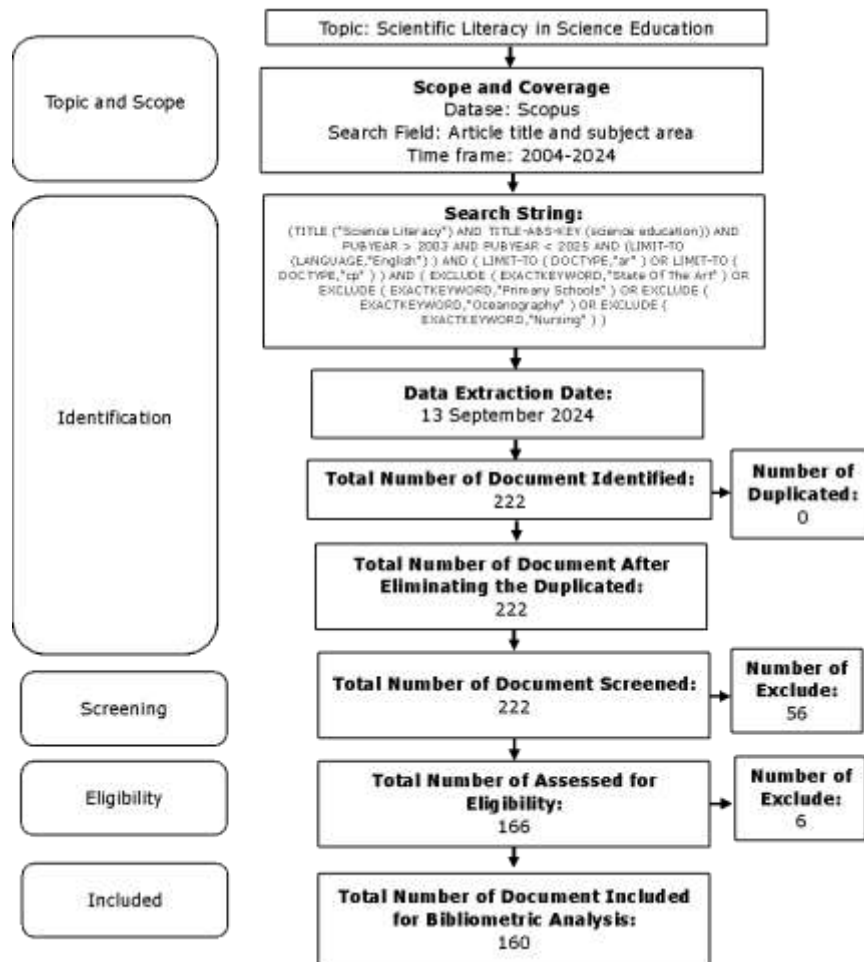 Topic: Scientific Literacy in Science Education
Topic and Scope
Scope and Coverage
Datase: Scopus
Search Field: Article title and subject area
Time frame: 2004-2024
Identification
Search String:
(TITLE ("Science Literacy") AND TITLE-ABS-KEY (science education)) AND
PUBYEAR > 2003 AND PUBYEAR < 2025 AND (LIMIT-TO
(LANGUAGE,"English") ) AND ( LIMIT-TO ( DOCTYPE,"ar" ) OR LIMIT-TO (
DOCTYPE,"cp" ) ) AND ( EXCLUDE ( EXACTKEYWORD,"State Of The Art" ) OR
EXCLUDE ( EXACTKEYWORD,"Primary Schools" ) OR EXCLUDE (
EXACTKEYWORD,"Oceanography" ) OR EXCLUDE (
EXACTKEYWORD,"Nursing" ) )
Data Extraction Date:
13 September 2024
Total Number of Document Identified:
222
Number of
Duplicated:
0
Total Number of Document After
Eliminating the Duplicated:
222
Screening
Total Number of Document Screened:
222
Number of
Exclude:
56
Eligibility
Total Number of Assessed for
Eligibility:
166
Number of
Exclude:
6
Included
Total Number of Document Included
for Bibliometric Analysis:
160